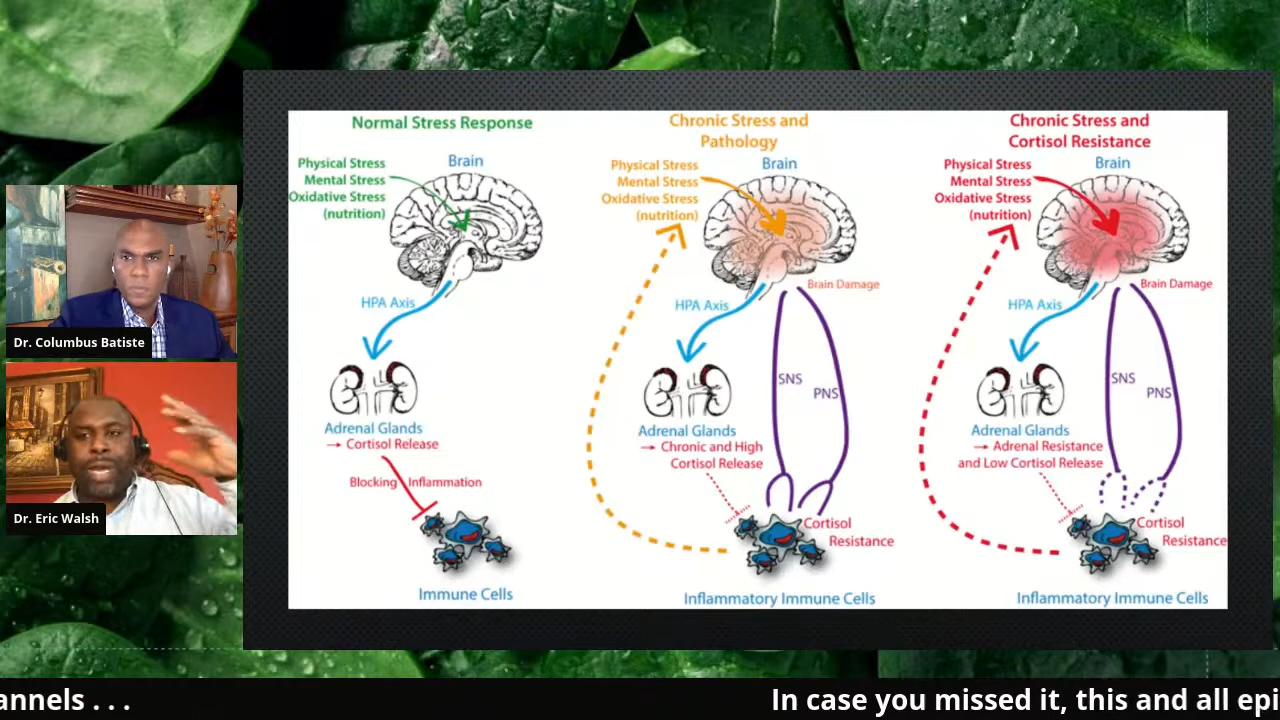 Normal Stress Response
Physical Stress
Mental Stress
Oxidative Stress
(nutrition)
Brain
HPA Axis
Adrenal Glands
→ Cortisol Release
Blocking Inflammation
Immune Cells
Chronic Stress and
Pathology
Physical Stress
Mental Stress
Oxidative Stress
(nutrition)
Brain
Brain Damage
HPA Axis
SNS
PNS
Adrenal Glands
→ Chronic and High
Cortisol Release
Cortisol
Resistance
Inflammatory Immune Cells
Chronic Stress and
Cortisol Resistance
Physical Stress
Mental Stress
Oxidative Stress
(nutrition)
Brain
Brain Damage
HPA Axis
SNS
PNS
Adrenal Glands
→ Adrenal Resistance
and Low Cortisol Release
Cortisol
Resistance
Inflammatory Immune Cells
Dr. Columbus Batiste
Dr. Eric Walsh
annels . . . In case you missed it, this and all epi